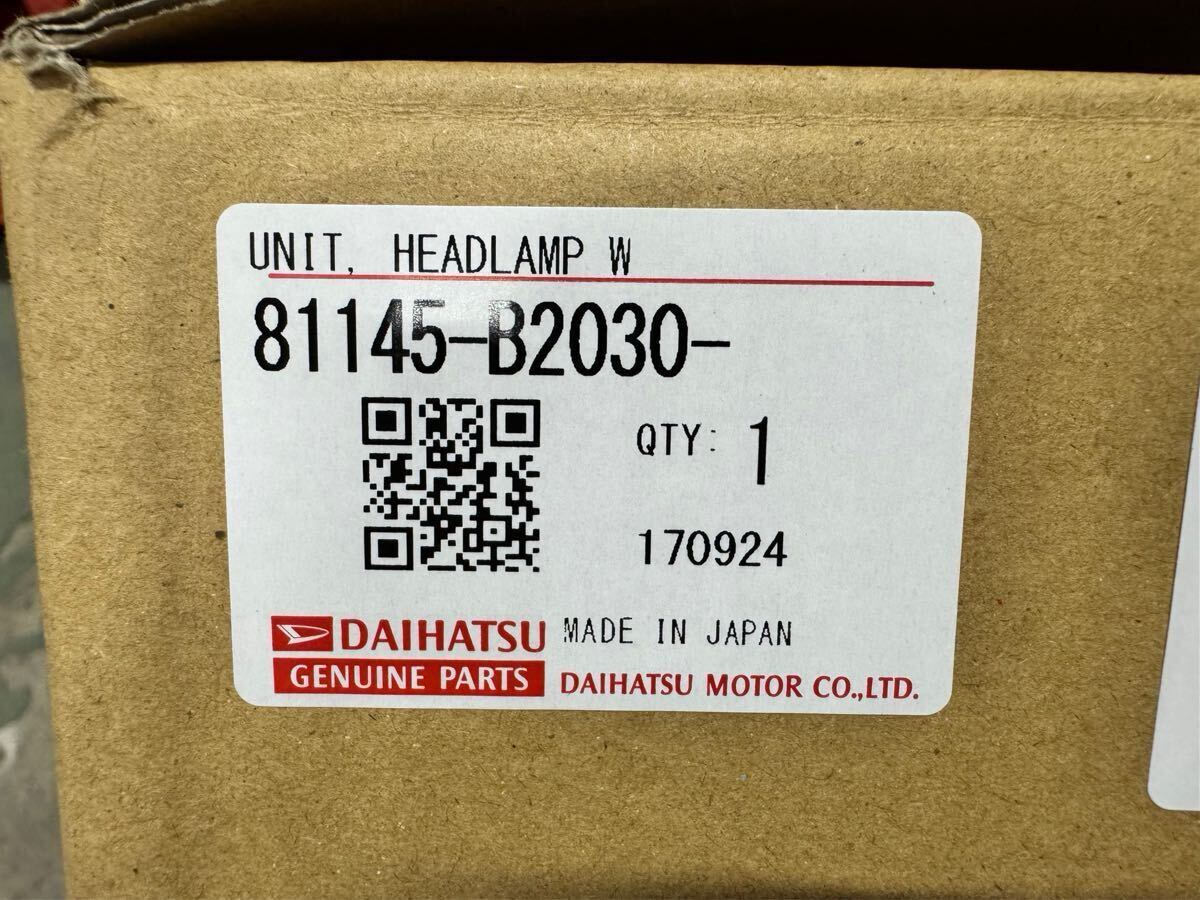 UNIT, HEADLAMP W
81145-B2030-
QTY: 1
170924
DAIHATSU MADE IN JAPAN
GENUINE PARTS DAIHATSU MOTOR CO.,LTD.